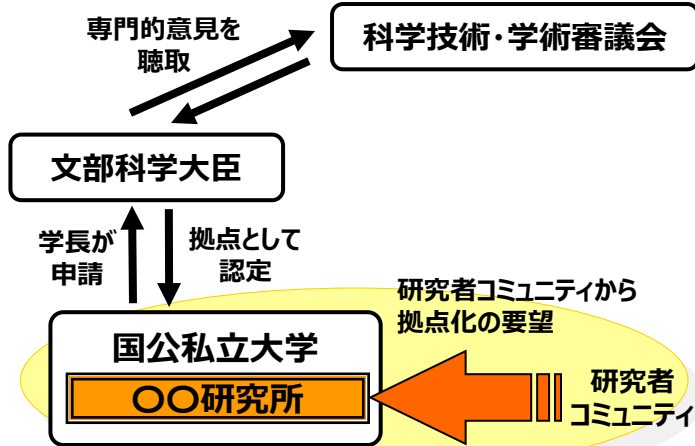 専門的意見を
聴取
科学技術・学術審議会
文部科学大臣
学長が
申請
拠点として
認定
研究者コミュニティから
拠点化の要望
国公私立大学
〇〇研究所
研究者
コミュニティ